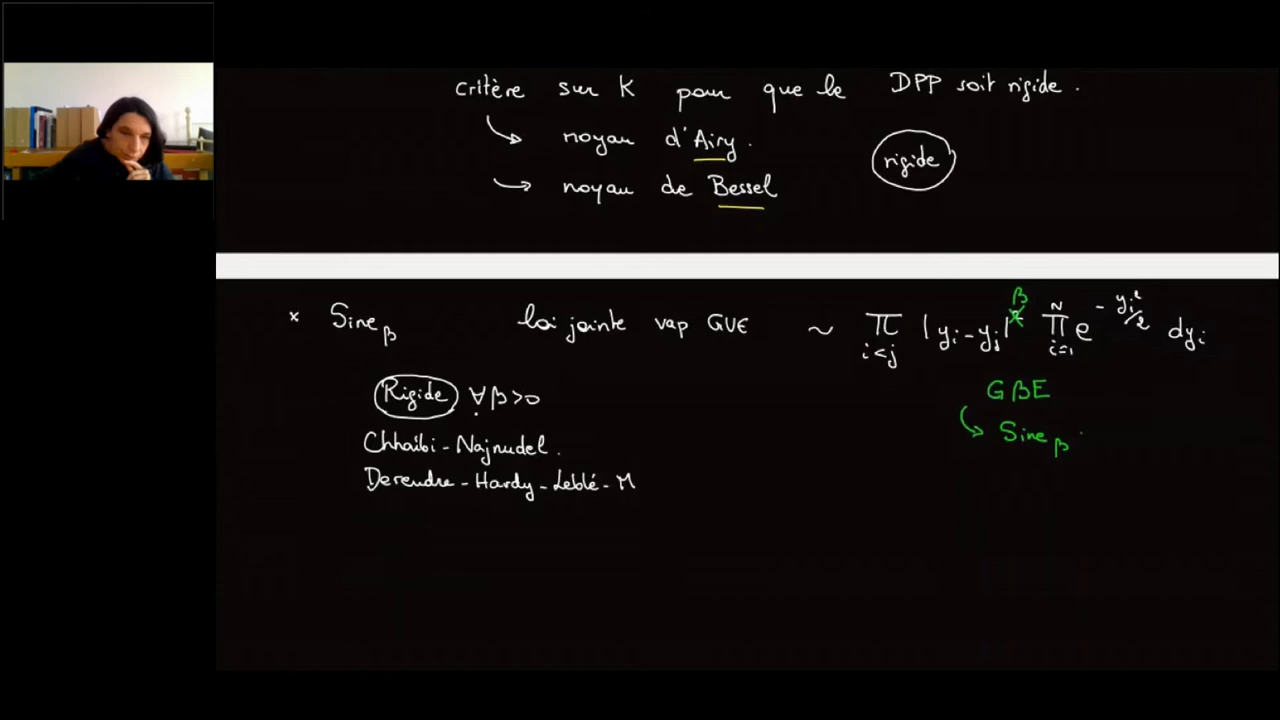 critère sur K pour que le DPP soit rigide.
↳ noyau d'Airy.
rigide
↳ noyau de Bessel
× Sine_β loi jointe vap GUE ~ ∏_{i<j} |y_i - y_j|^β ∏_{i=1}^N e^{-y_i²/2} dy_i
Rigide ∀β>0
GβE
↳ Sine_β.
Chhaibi - Najnudel.
Dereudre - Hardy - Leblé - M